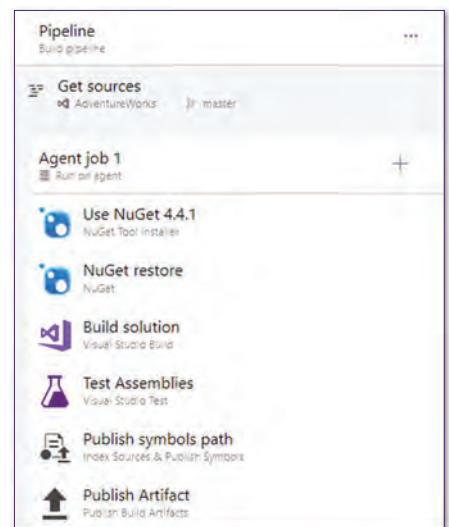 Pipeline
Build pipeline
...
Get sources
AdventureWorks master
Agent job 1
Run on agent
+
Use NuGet 4.4.1
NuGet Tool Installer
NuGet restore
NuGet
Build solution
Visual Studio Build
Test Assemblies
Visual Studio Test
Publish symbols path
Index Sources & Publish Symbols
Publish Artifact
Publish Build Artifacts